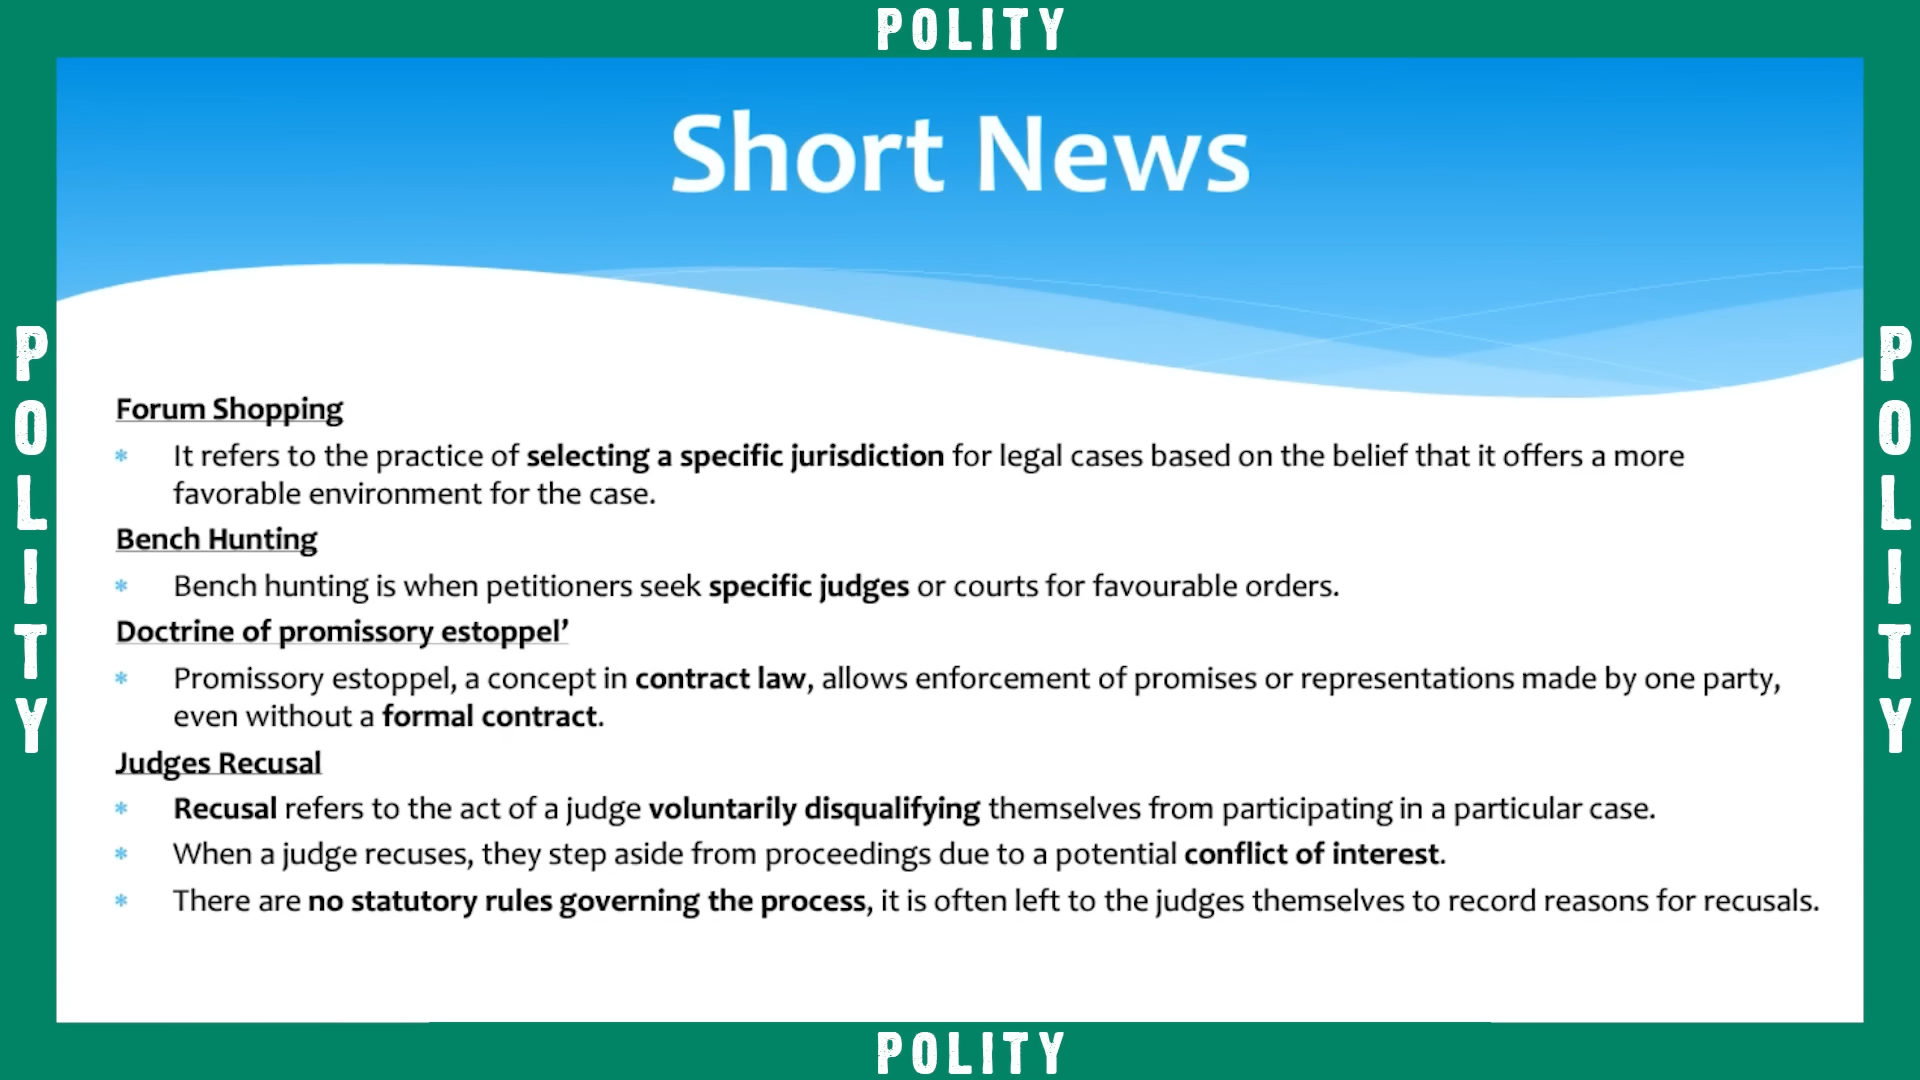 POLITY
Short News
Forum Shopping
* It refers to the practice of selecting a specific jurisdiction for legal cases based on the belief that it offers a more
favorable environment for the case.
Bench Hunting
* Bench hunting is when petitioners seek specific judges or courts for favourable orders.
Doctrine of promissory estoppel’
* Promissory estoppel, a concept in contract law, allows enforcement of promises or representations made by one party,
even without a formal contract.
Judges Recusal
* Recusal refers to the act of a judge voluntarily disqualifying themselves from participating in a particular case.
* When a judge recuses, they step aside from proceedings due to a potential conflict of interest.
* There are no statutory rules governing the process, it is often left to the judges themselves to record reasons for recusals.
POLITY
POLITY
POLITY